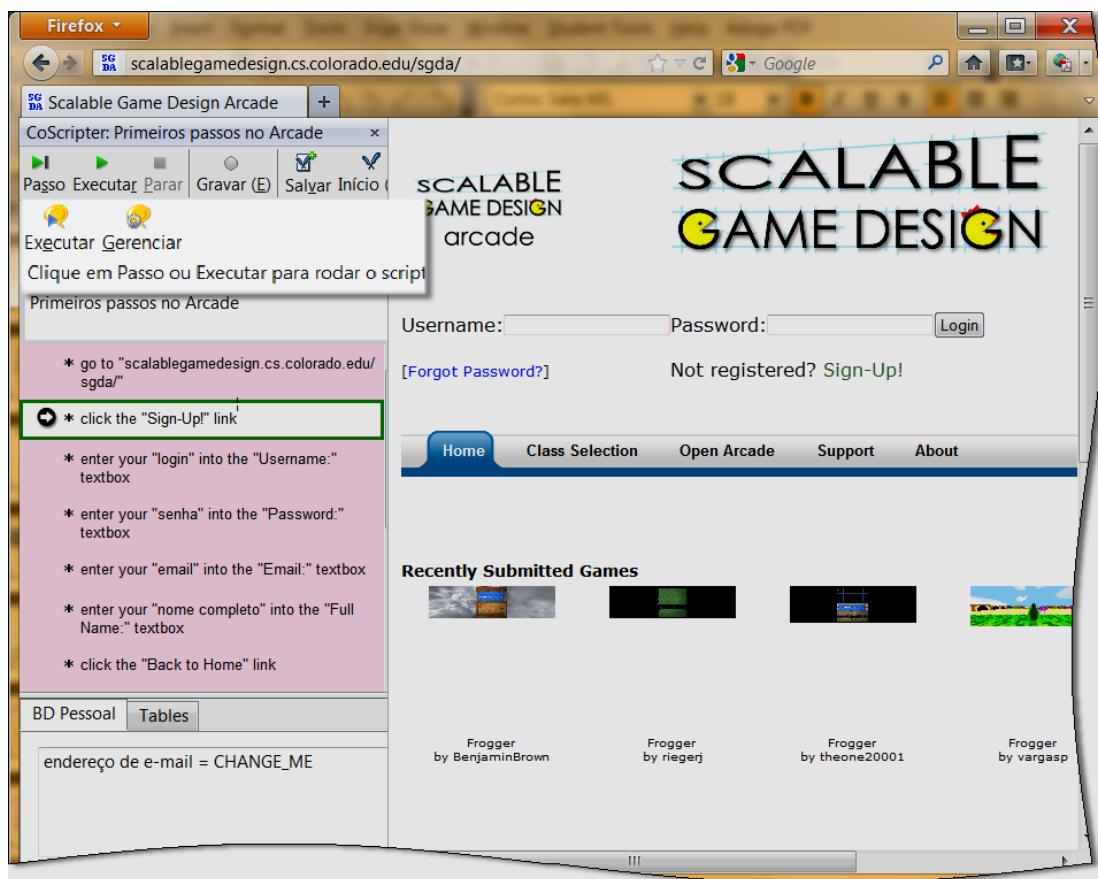 Firefox
SG DA scalablegamedesign.cs.colorado.edu/sgda/ Google
SG DA Scalable Game Design Arcade +
CoScripter: Primeiros passos no Arcade ×
Passo Executar Parar Gravar (E) Salvar Início (
Executar Gerenciar
Clique em Passo ou Executar para rodar o script
Primeiros passos no Arcade
* go to "scalablegamedesign.cs.colorado.edu/
sgda/"
* click the "Sign-Up!" link
* enter your "login" into the "Username:"
textbox
* enter your "senha" into the "Password:"
textbox
* enter your "email" into the "Email:" textbox
* enter your "nome completo" into the "Full
Name:" textbox
* click the "Back to Home" link
BD Pessoal Tables
endereço de e-mail = CHANGE_ME
SCALABLE
GAME DESIGN
arcade
SCALABLE
GAME DESIGN
Username: Password: Login
[Forgot Password?] Not registered? Sign-Up!
Home Class Selection Open Arcade Support About
Recently Submitted Games
Frogger Frogger Frogger Frogger
by BenjaminBrown by riegerj by theone20001 by vargasp